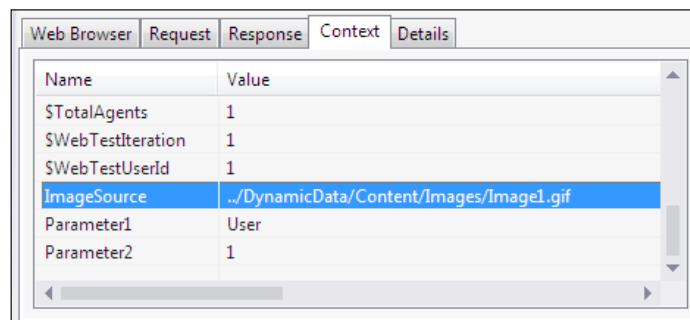 Web Browser Request Response Context Details
Name Value
$TotalAgents 1
$WebTestIteration 1
$WebTestUserId 1
ImageSource ../DynamicData/Content/Images/Image1.gif
Parameter1 User
Parameter2 1